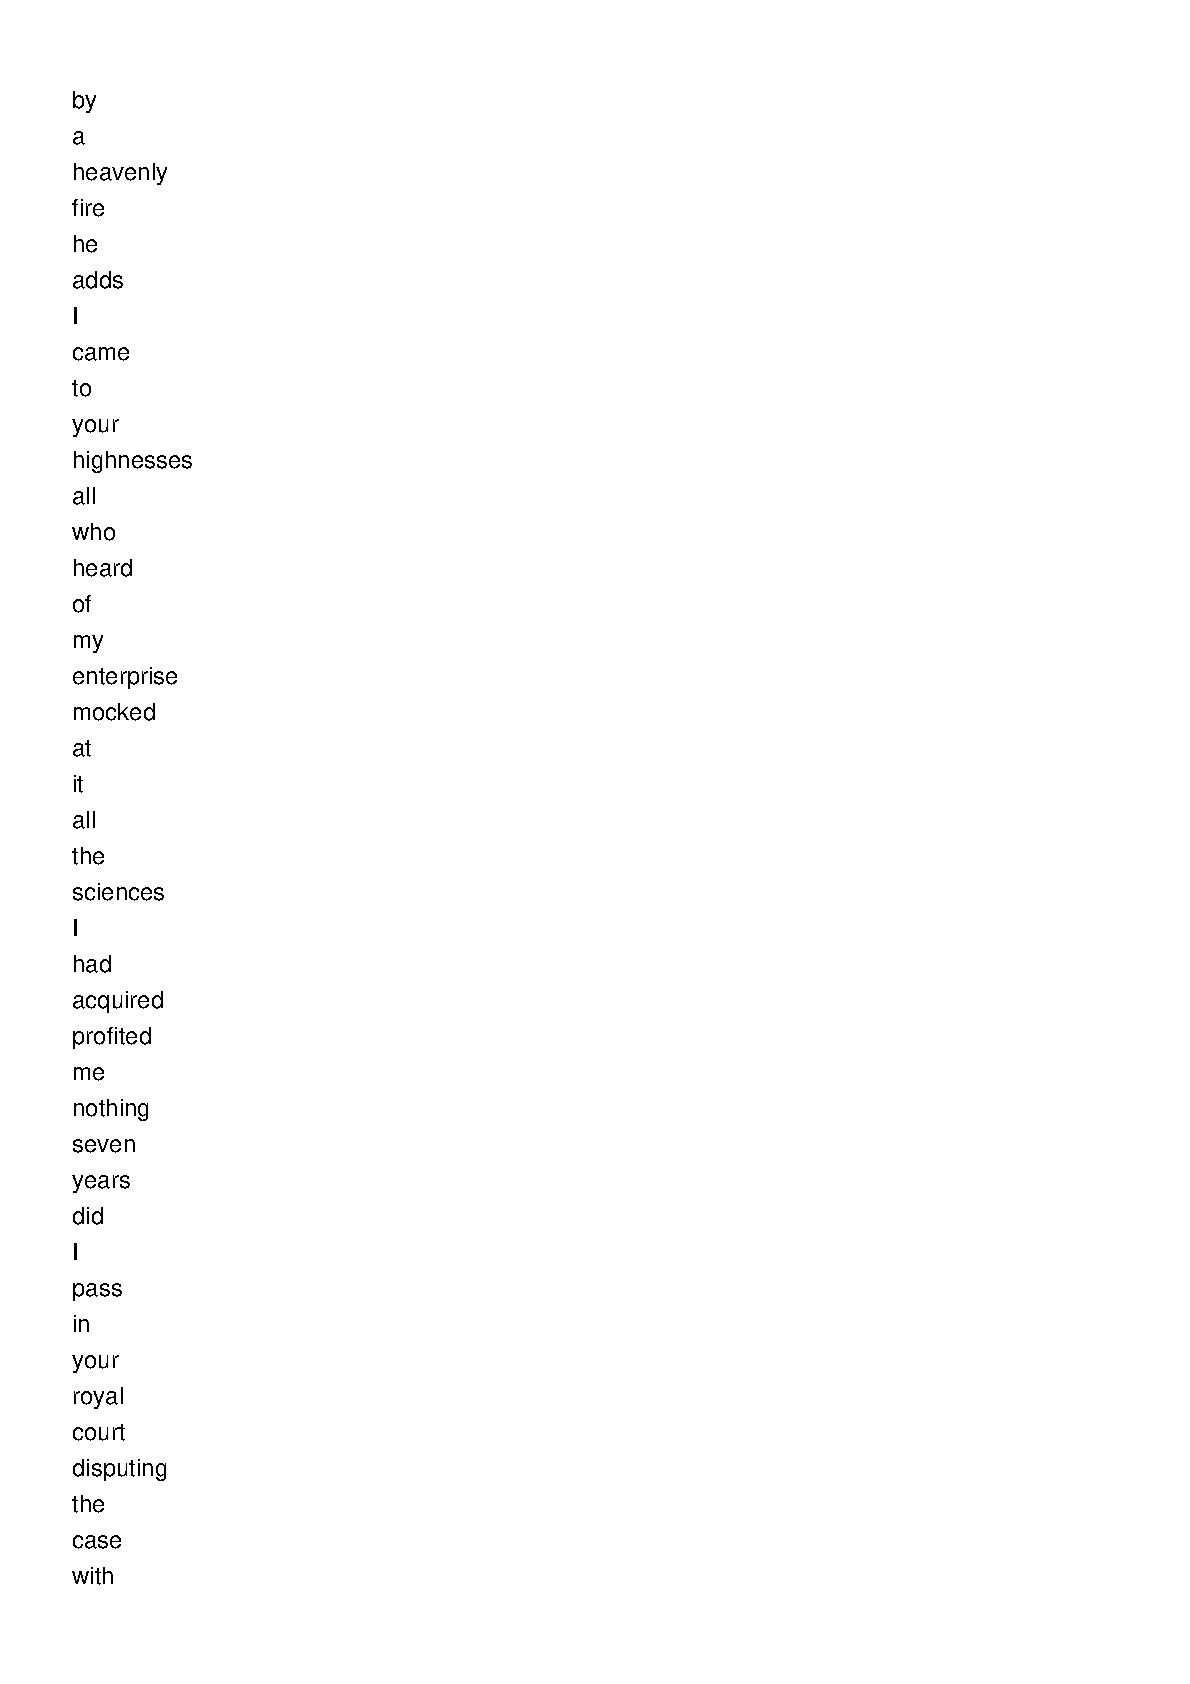 by
a
heavenly
fire
he
adds
I
came
to
your
highnesses
all
who
heard
of
my
enterprise
mocked
at
it
all
the
sciences
I
had
acquired
profited
me
nothing
seven
years
did
I
pass
in
your
royal
court
disputing
the
case
with